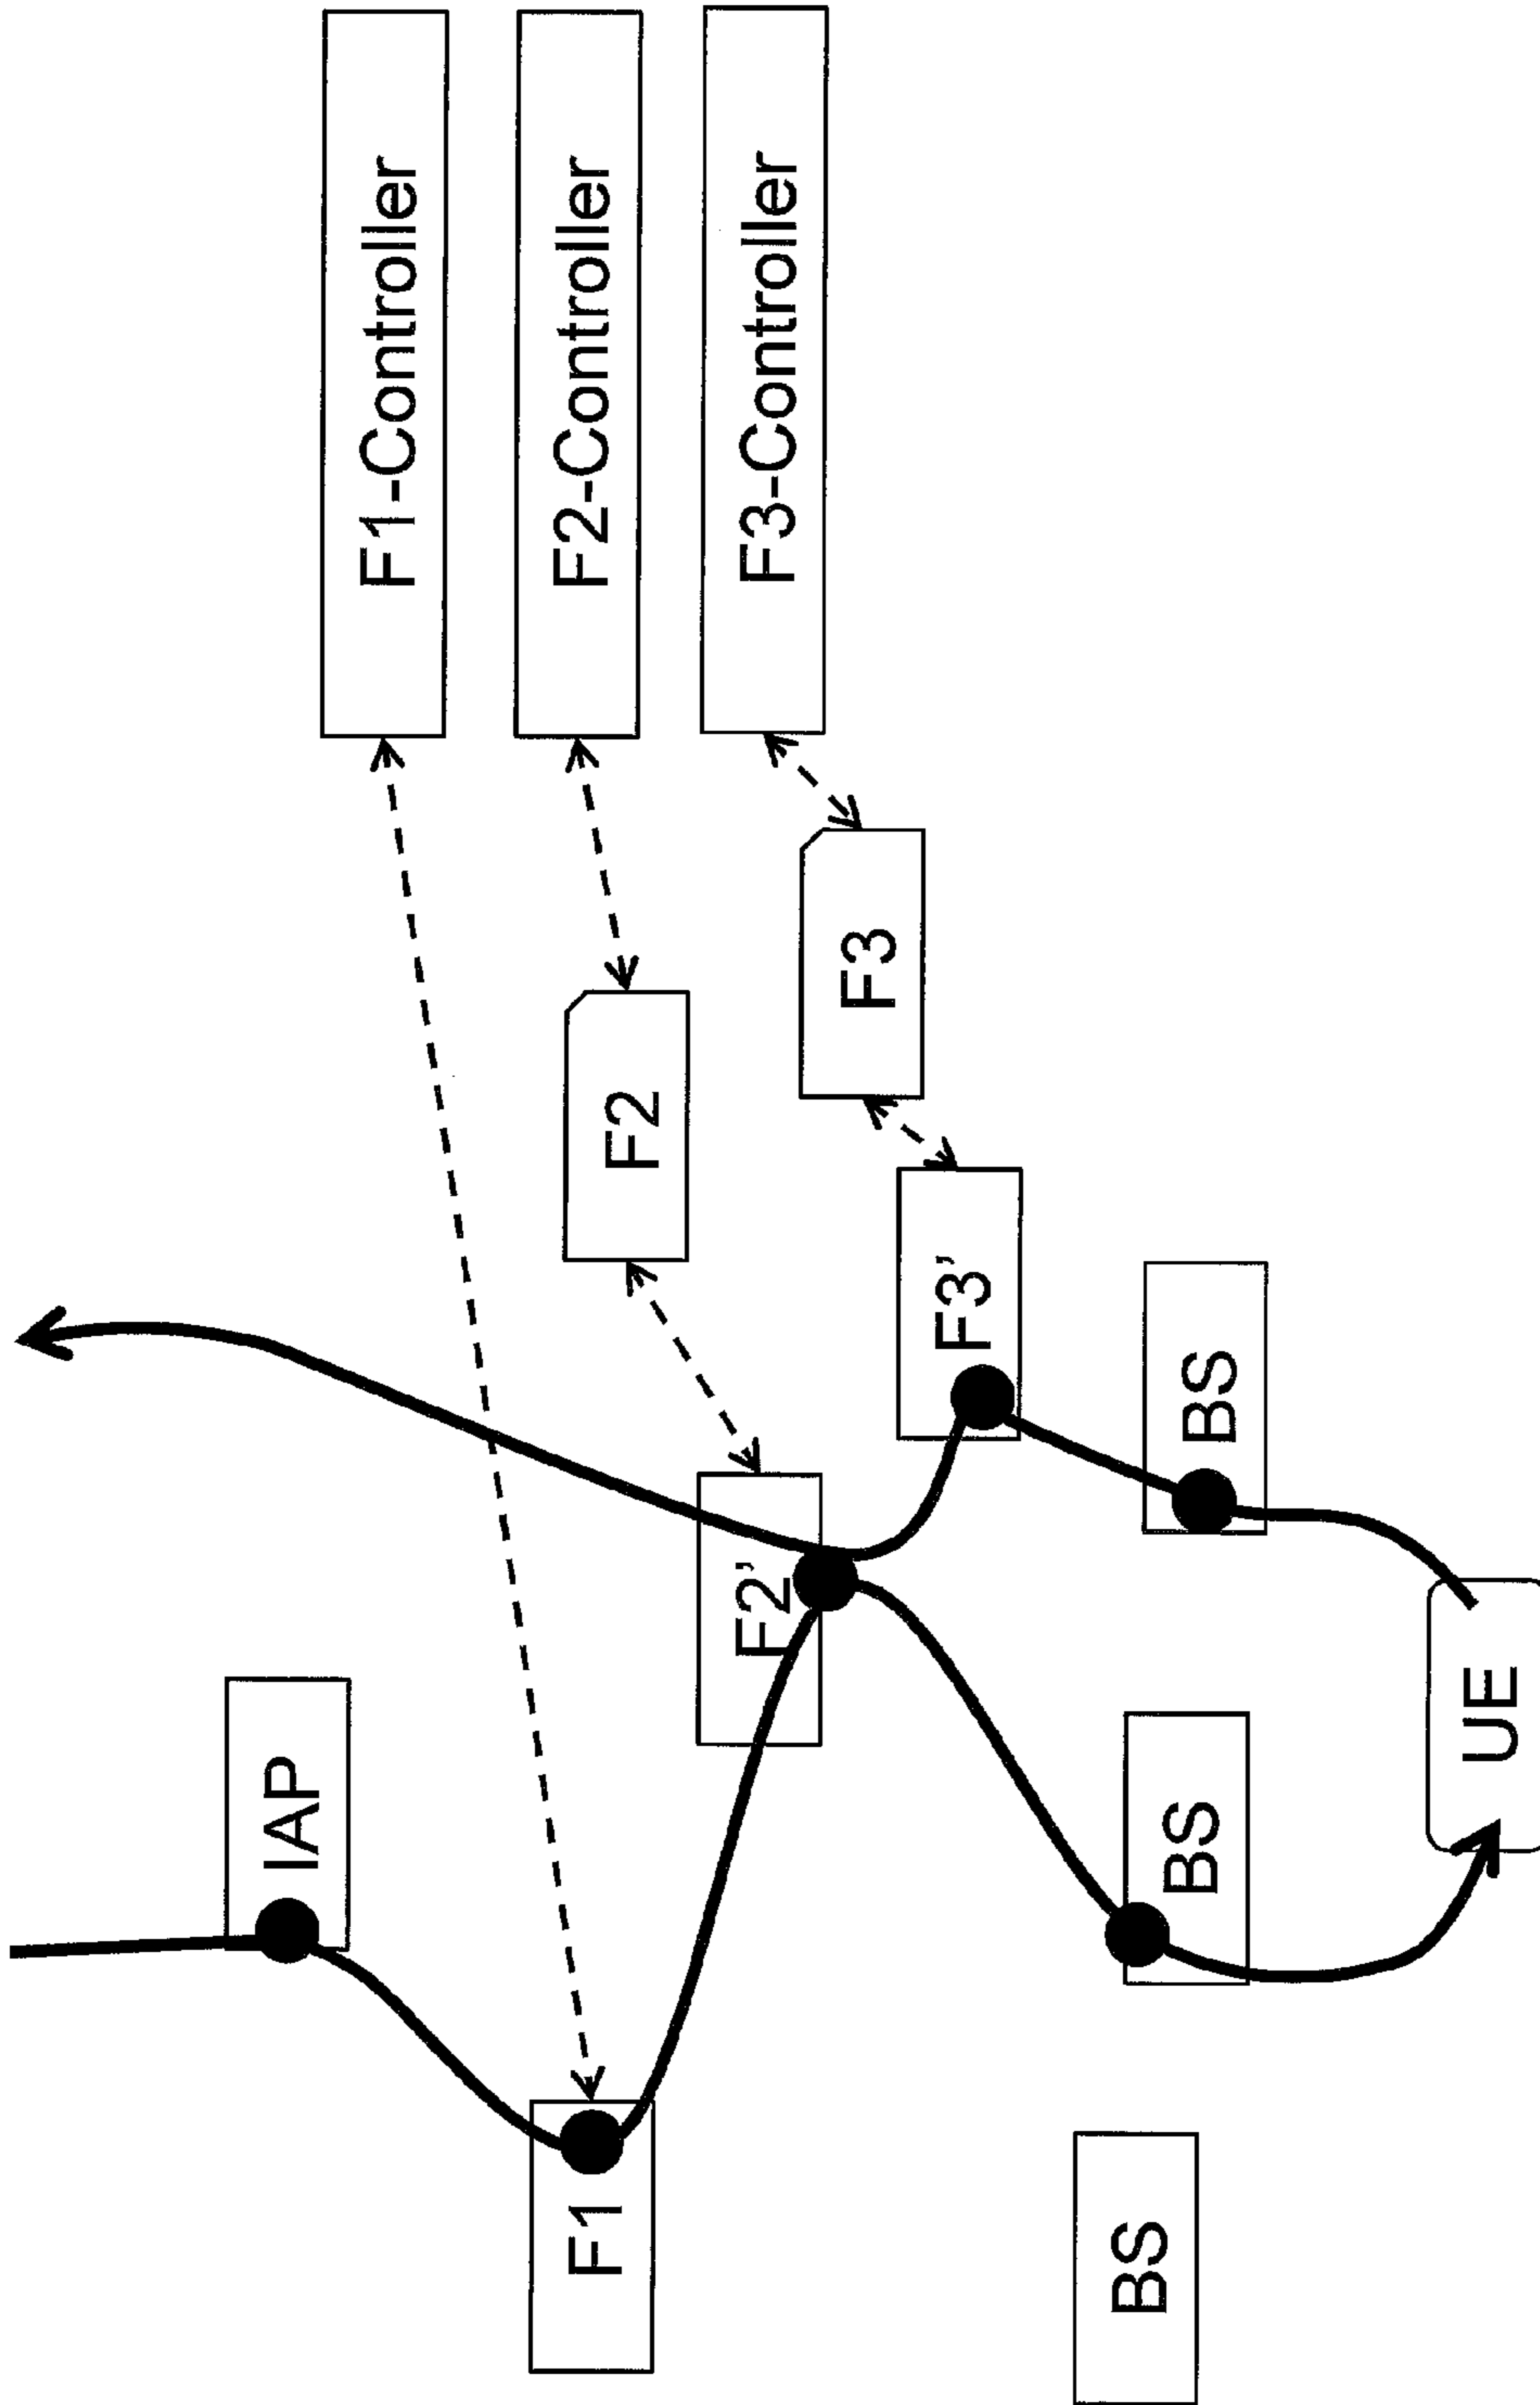 IAP
F1-Controller
F1
F2-Controller
F2
F2’
F3-Controller
F3
F3’
BS
BS
BS
UE